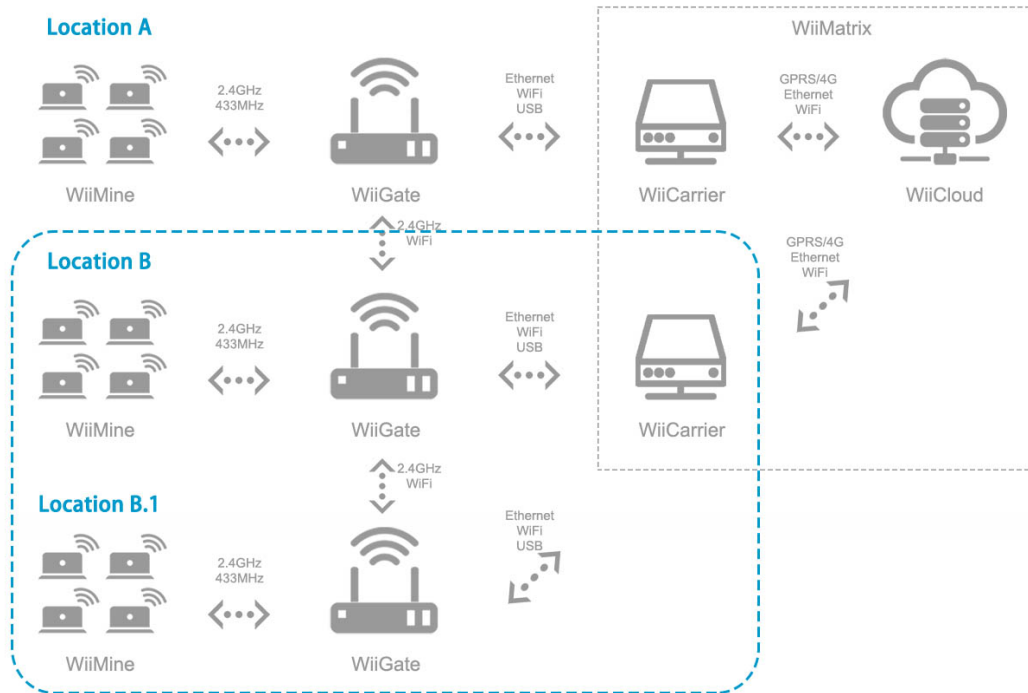 Location A
WiiMatrix
2.4GHz
433MHz
Ethernet
WiFi
USB
GPRS/4G
Ethernet
WiFi
WiiMine
WiiGate
WiiCarrier
WiiCloud
2.4GHz
WiFi
Location B
GPRS/4G
Ethernet
WiFi
2.4GHz
433MHz
Ethernet
WiFi
USB
WiiMine
WiiGate
WiiCarrier
2.4GHz
WiFi
Location B.1
Ethernet
WiFi
USB
2.4GHz
433MHz
WiiMine
WiiGate